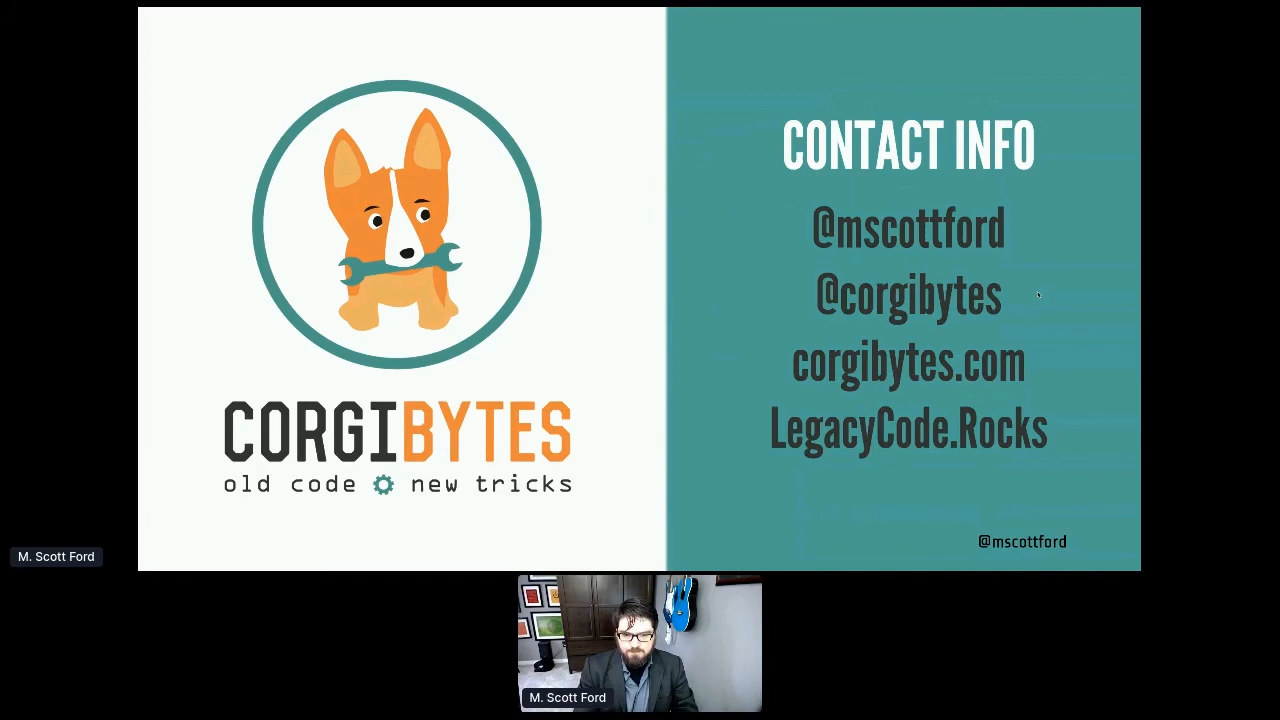 CORGIBYTES
old code new tricks
CONTACT INFO
@mscottford
@corgibytes
corgibytes.com
LegacyCode.Rocks
@mscottford
M. Scott Ford
M. Scott Ford